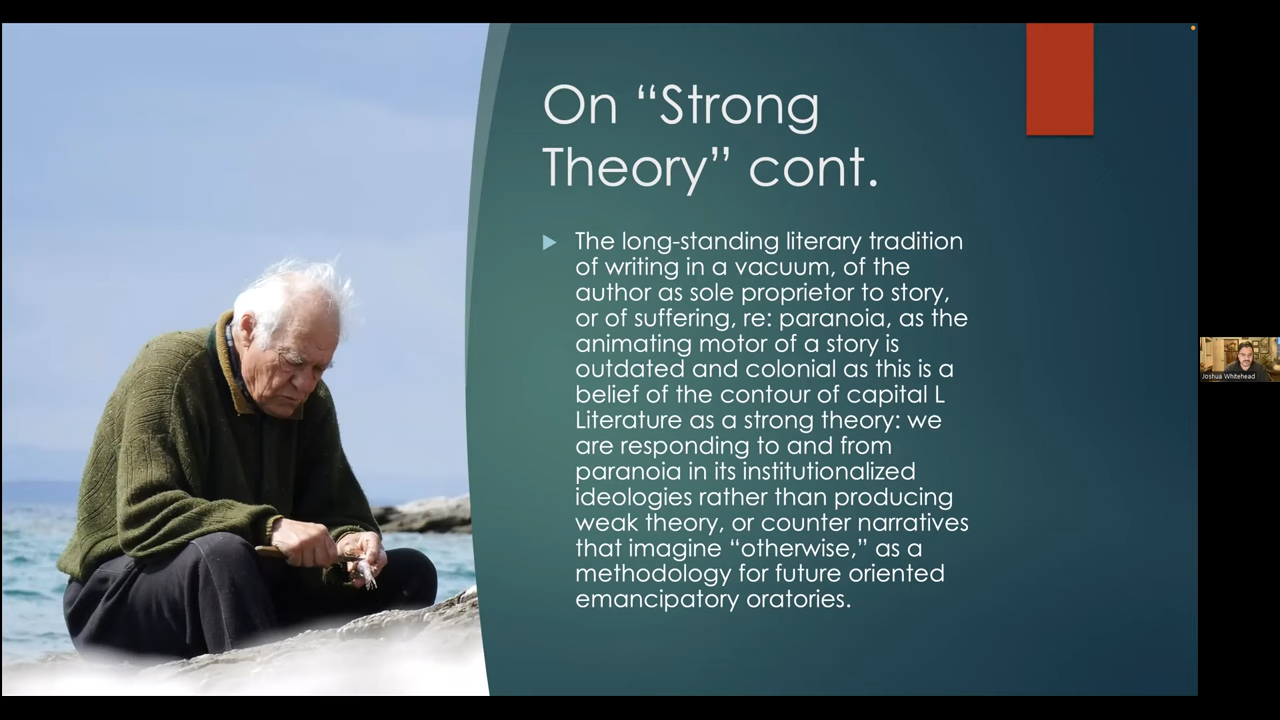 On “Strong
Theory” cont.
The long-standing literary tradition
of writing in a vacuum, of the
author as sole proprietor to story,
or of suffering, re: paranoia, as the
animating motor of a story is
outdated and colonial as this is a
belief of the contour of capital L
Literature as a strong theory: we
are responding to and from
paranoia in its institutionalized
ideologies rather than producing
weak theory, or counter narratives
that imagine “otherwise,” as a
methodology for future oriented
emancipatory oratories.
Joshua Whitehead